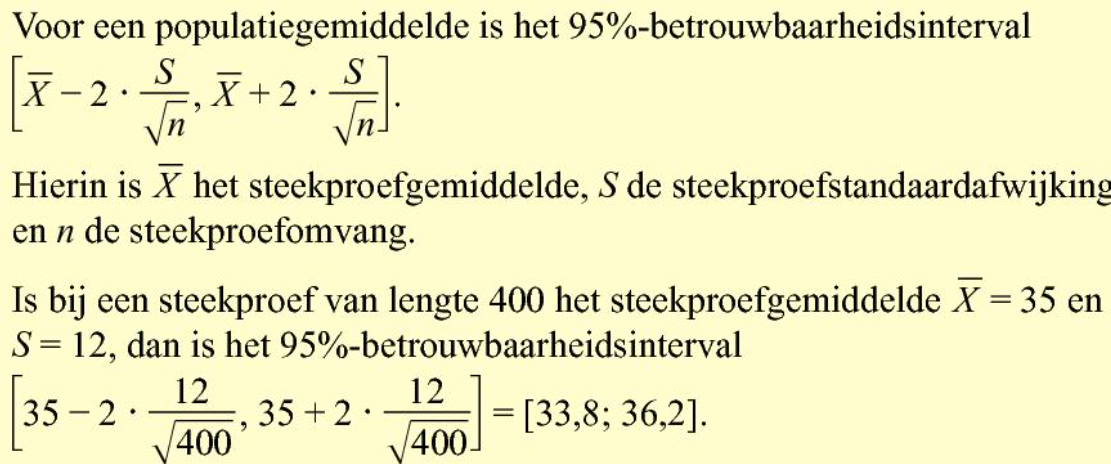 Voor een populatiegemiddelde is het 95%-betrouwbaarheidsinterval
[X̅ − 2 · S/√n, X̅ + 2 · S/√n].
Hierin is X̅ het steekproefgemiddelde, S de steekproefstandaardafwijking
en n de steekproefomvang.
Is bij een steekproef van lengte 400 het steekproefgemiddelde X̅ = 35 en
S = 12, dan is het 95%-betrouwbaarheidsinterval
[35 − 2 · 12/√400, 35 + 2 · 12/√400] = [33,8; 36,2].